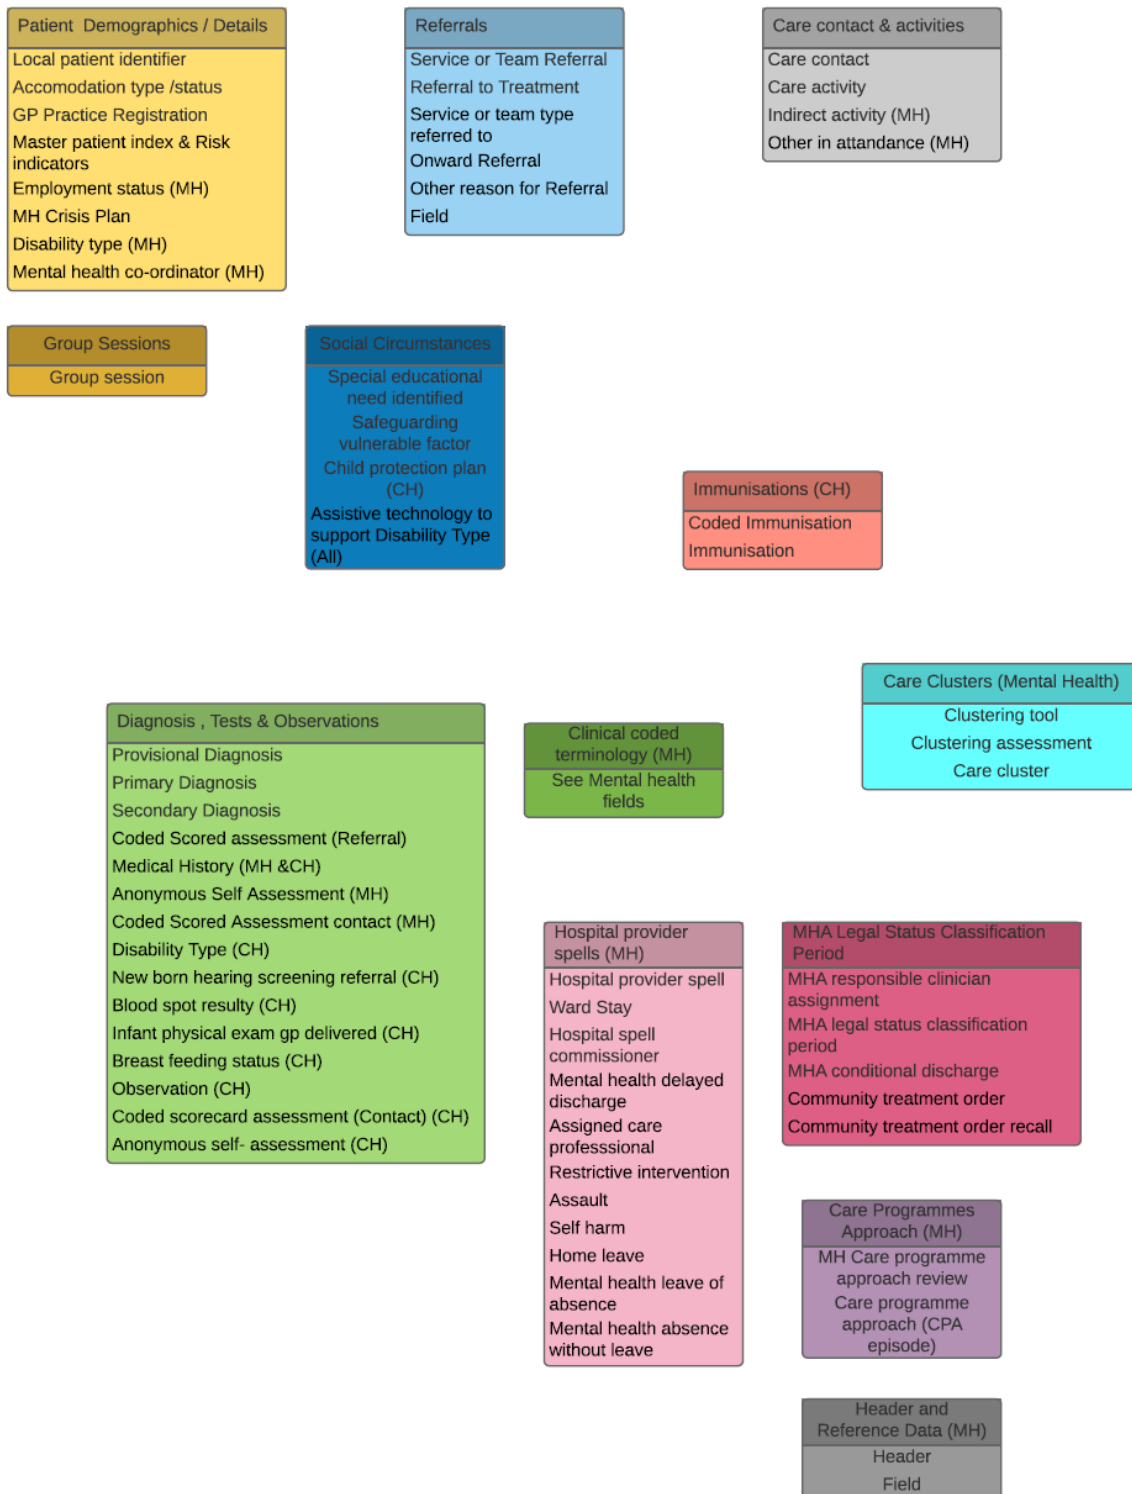 Patient  Demographics / Details
Local patient identifier
Accomodation type /status
GP Practice Registration
Master patient index & Risk
indicators
Employment status (MH)
MH Crisis Plan
Disability type (MH)
Mental health co-ordinator (MH)
Referrals
Service or Team Referral
Referral to Treatment
Service or team type
referred to
Onward Referral
Other reason for Referral
Field
Care contact & activities
Care contact
Care activity
Indirect activity (MH)
Other in attandance (MH)
Group Sessions
Group session
Social Circumstances
Special educational
need identified
Safeguarding
vulnerable factor
Child protection plan
(CH)
Assistive technology to
support Disability Type
(All)
Immunisations (CH)
Coded Immunisation
Immunisation
Care Clusters (Mental Health)
Clustering tool
Clustering assessment
Care cluster
Diagnosis , Tests & Observations
Provisional Diagnosis
Primary Diagnosis
Secondary Diagnosis
Coded Scored assessment (Referral)
Medical History (MH &CH)
Anonymous Self Assessment (MH)
Coded Scored Assessment contact (MH)
Disability Type (CH)
New born hearing screening referral (CH)
Blood spot resulty (CH)
Infant physical exam gp delivered (CH)
Breast feeding status (CH)
Observation (CH)
Coded scorecard assessment (Contact) (CH)
Anonymous self- assessment (CH)
Clinical coded
terminology (MH)
See Mental health
fields
Hospital provider
spells (MH)
Hospital provider spell
Ward Stay
Hospital spell
commissioner
Mental health delayed
discharge
Assigned care
professsional
Restrictive intervention
Assault
Self harm
Home leave
Mental health leave of
absence
Mental health absence
without leave
MHA Legal Status Classification
Period
MHA responsible clinician
assignment
MHA legal status classification
period
MHA conditional discharge
Community treatment order
Community treatment order recall
Care Programmes
Approach (MH)
MH Care programme
approach review
Care programme
approach (CPA
episode)
Header and
Reference Data (MH)
Header
Field